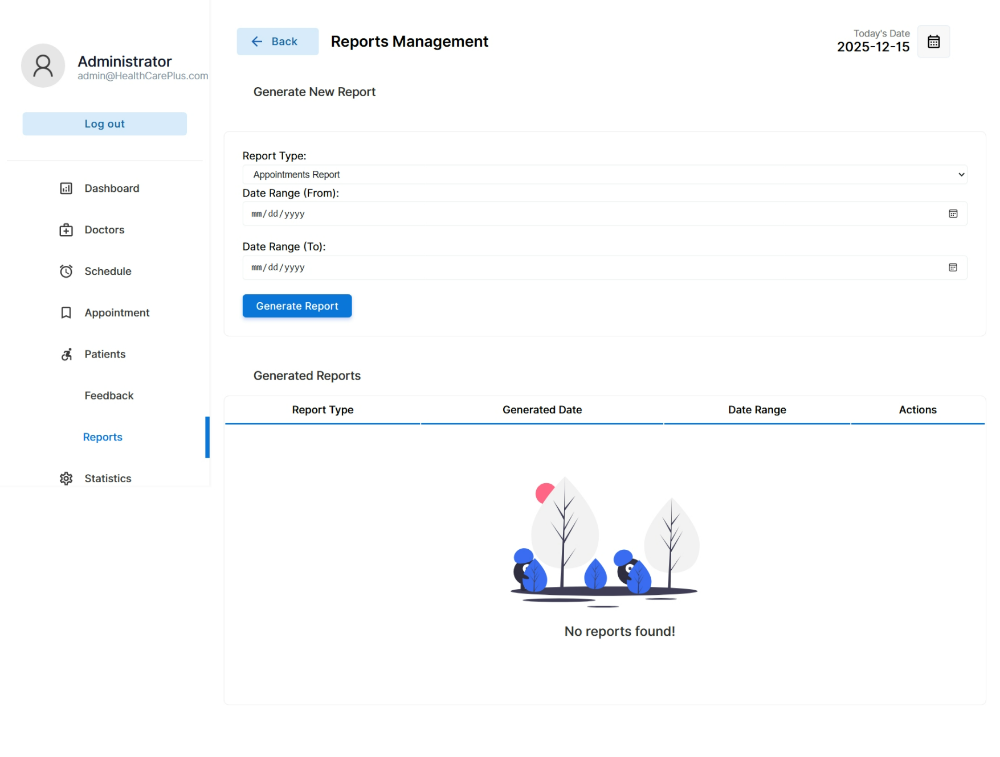 Administrator
admin@HealthCarePlus.com
Log out
Dashboard
Doctors
Schedule
Appointment
Patients
Feedback
Reports
Statistics
Back
Reports Management
Today's Date
2025-12-15
Generate New Report
Report Type:
Appointments Report
Date Range (From):
mm/dd/yyyy
Date Range (To):
mm/dd/yyyy
Generate Report
Generated Reports
Report Type Generated Date Date Range Actions
No reports found!